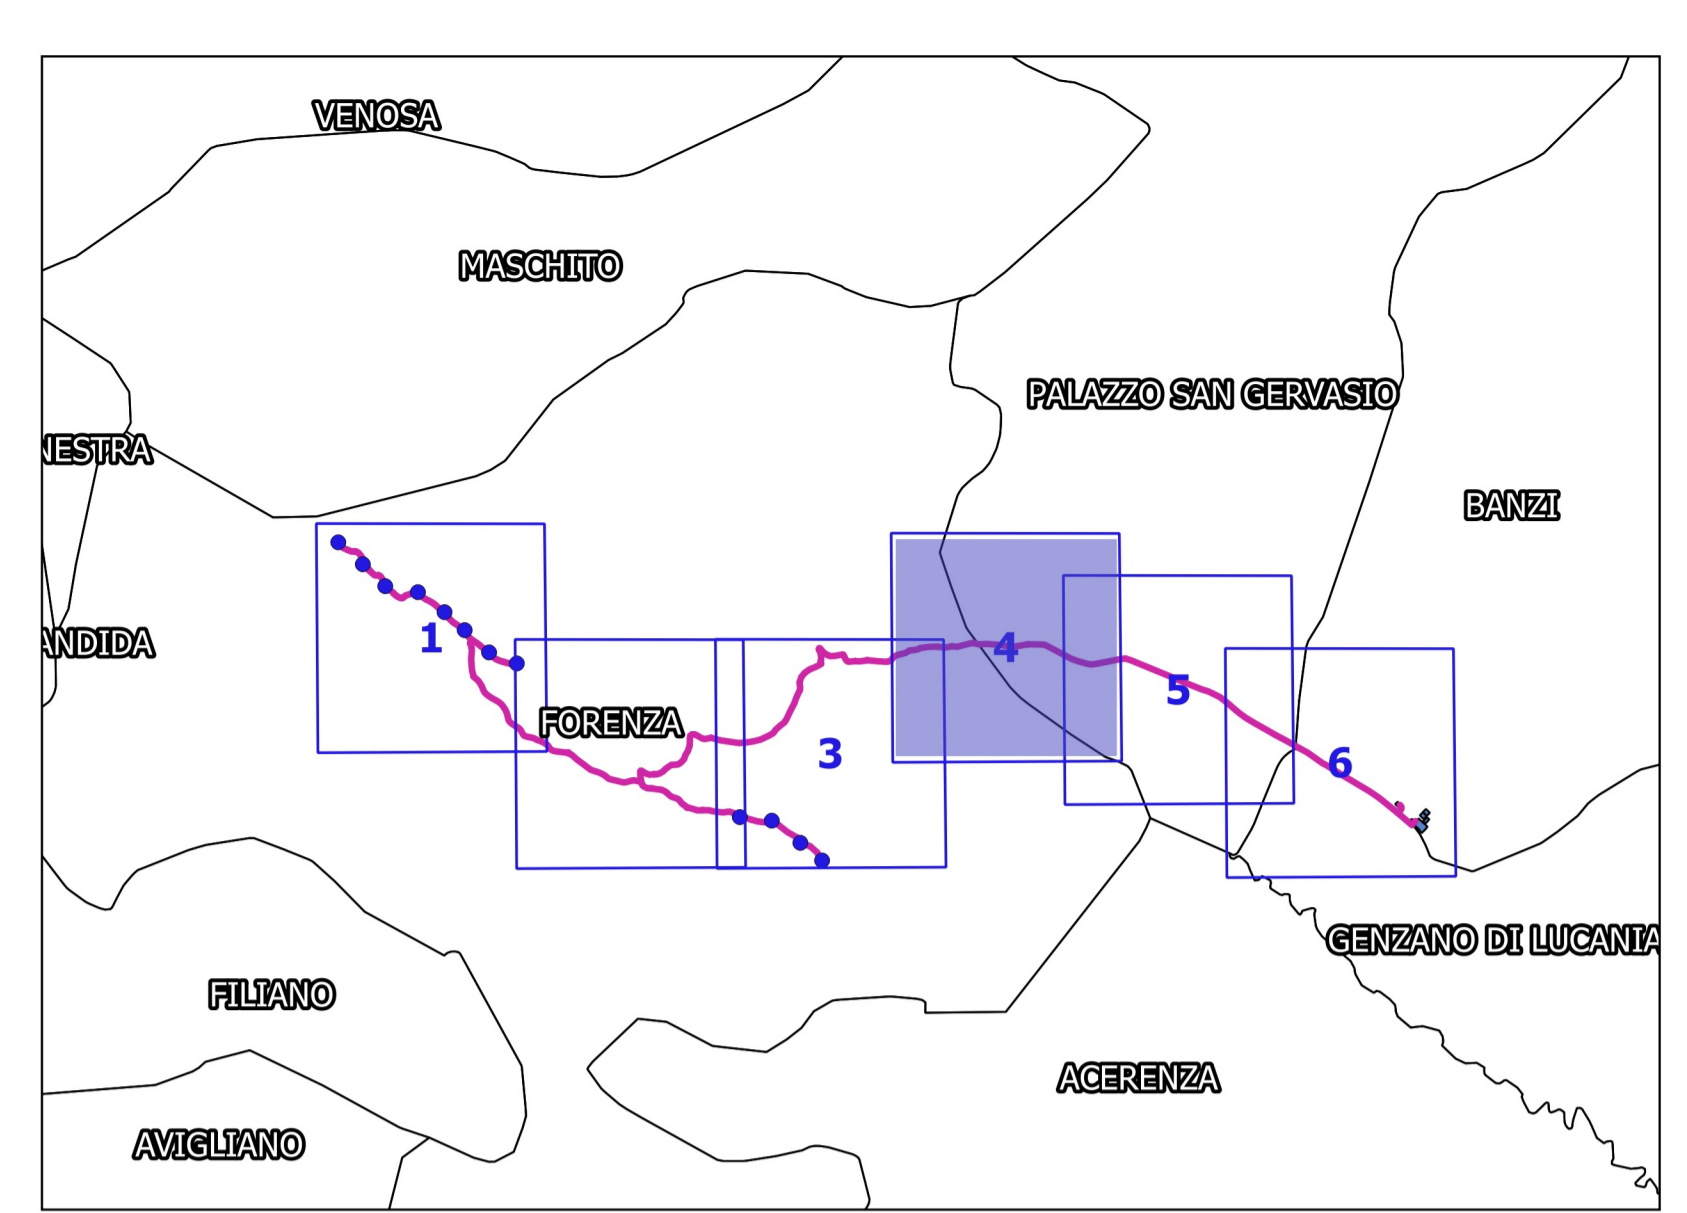 VENOSA
MASCHITO
PALAZZO SAN GERVASIO
NESTRA
BANZI
ANDIDA
1
4
5
FORENZA
3
6
GENZANO DI LUCANIA
FILIANO
ACERENZA
AVIGLIANO